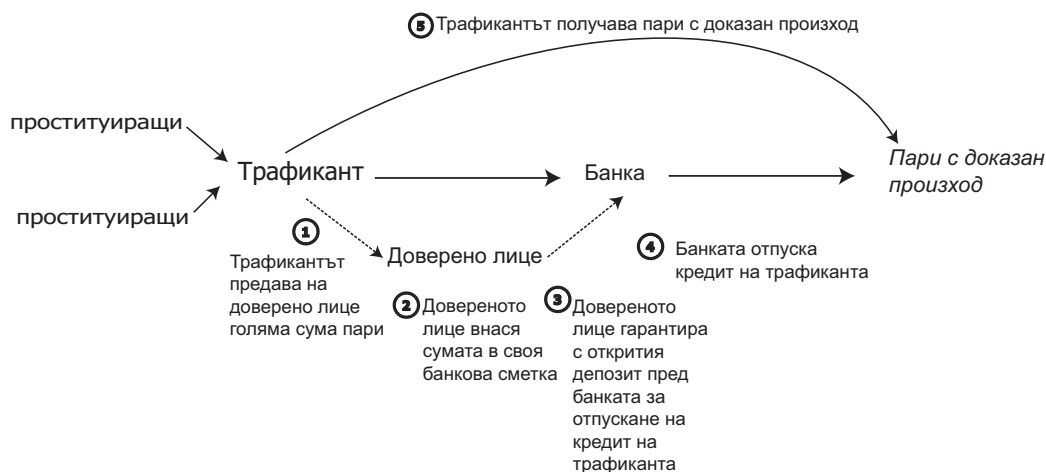 5 Трафикантът получава пари с доказан произход
проституиращи
Трафикант
Банка
Пари с доказан
произход
проституиращи
1
Трафикантът
предава на
доверено лице
голяма сума пари
Доверено лице
2 Довереното
лице внася
сумата в своя
банкова сметка
3 Довереното
лице гарантира
с открития
депозит пред
банката за
отпускане на
кредит на
трафиканта
4 Банката отпуска
кредит на трафиканта